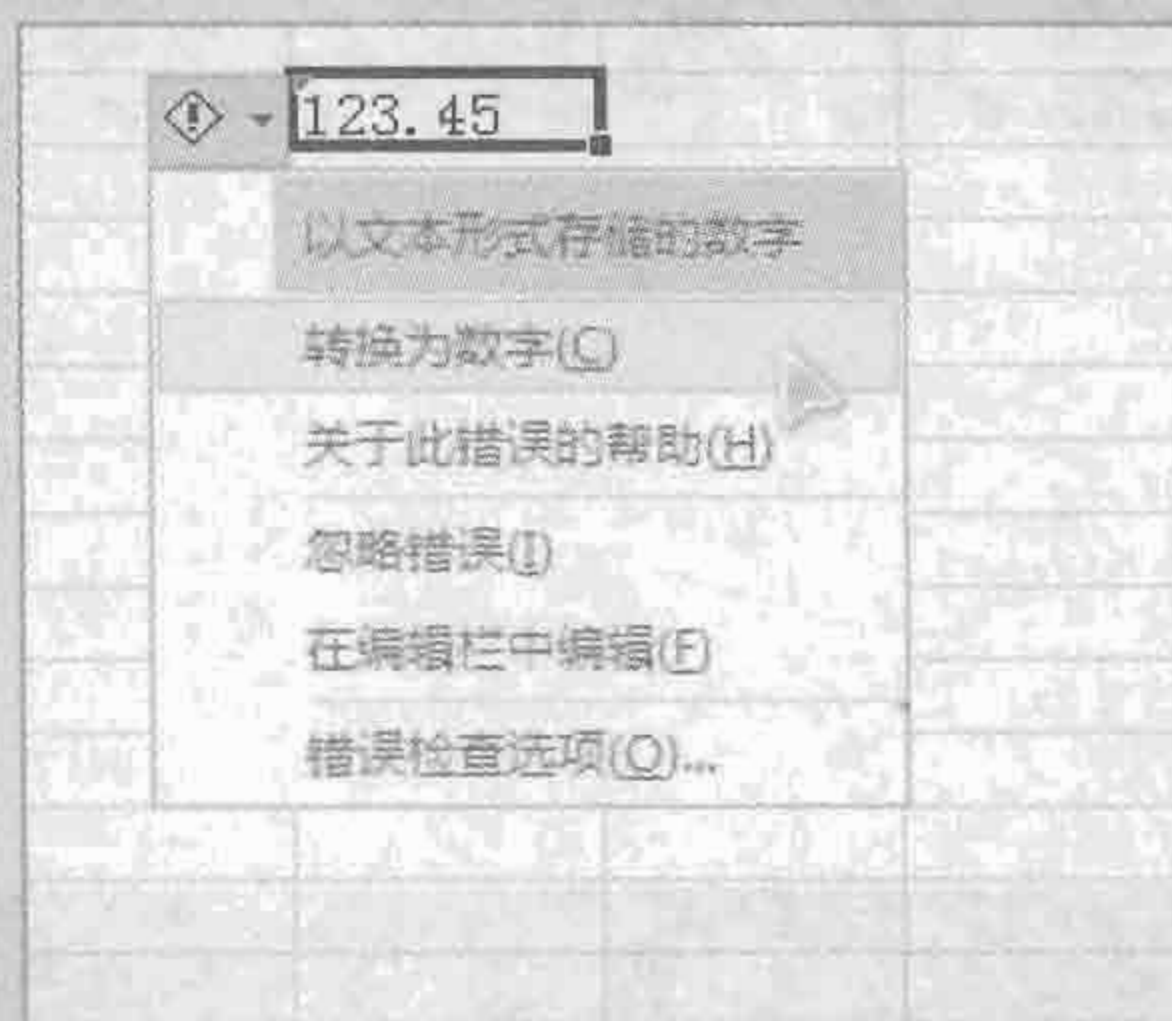 123.45
以文本形式存储的数字
转换为数字(C)
关于此错误的帮助(H)
忽略错误(I)
在编辑栏中编辑(F)
错误检查选项(O)...